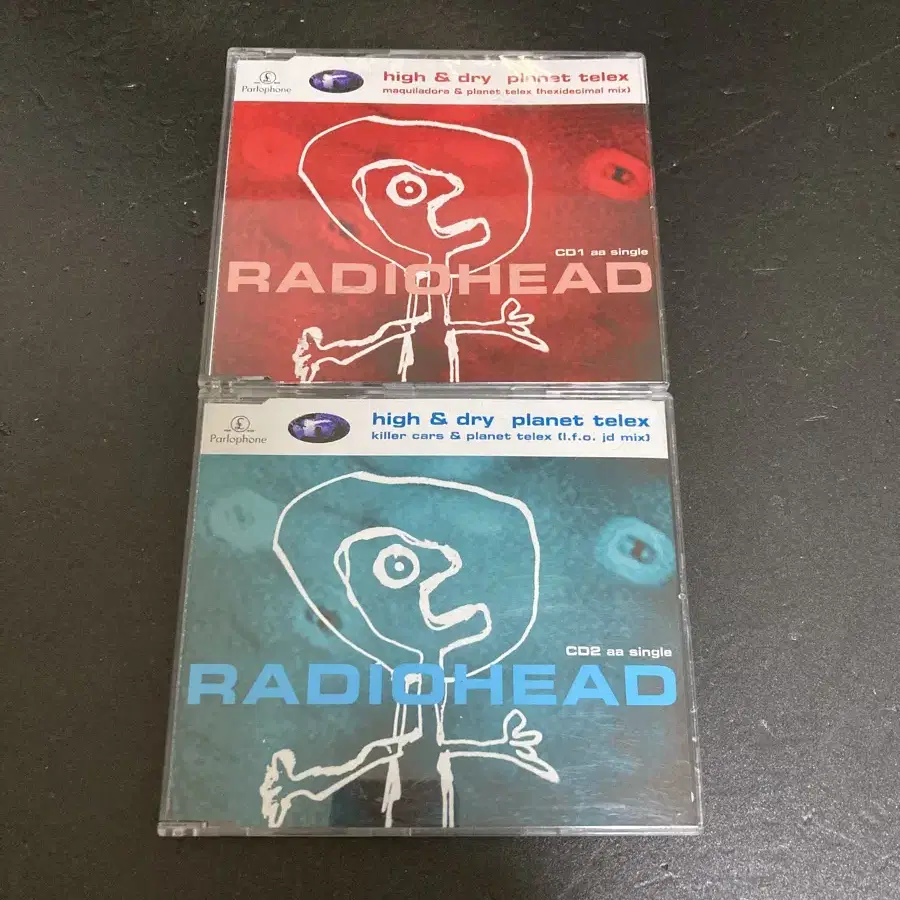 Parlophone
high & dry planet telex
maquiladora & planet telex (hexidecimal mix)
CD1 aa single
RADIOHEAD
Parlophone
high & dry planet telex
killer cars & planet telex (l.f.o. jd mix)
CD2 aa single
RADIOHEAD